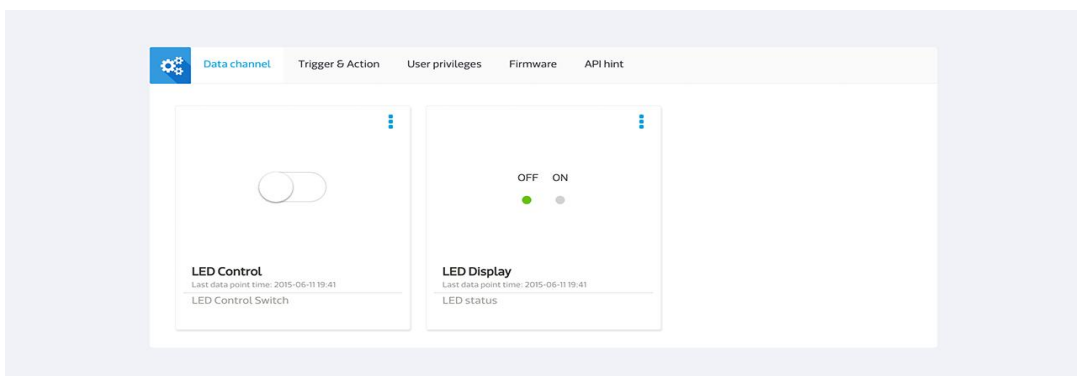 Data channel Trigger & Action User privileges Firmware API hint
OFF ON
LED Control
Last data point time: 2015-06-11 19:41
LED Control Switch
LED Display
Last data point time: 2015-06-11 19:41
LED status